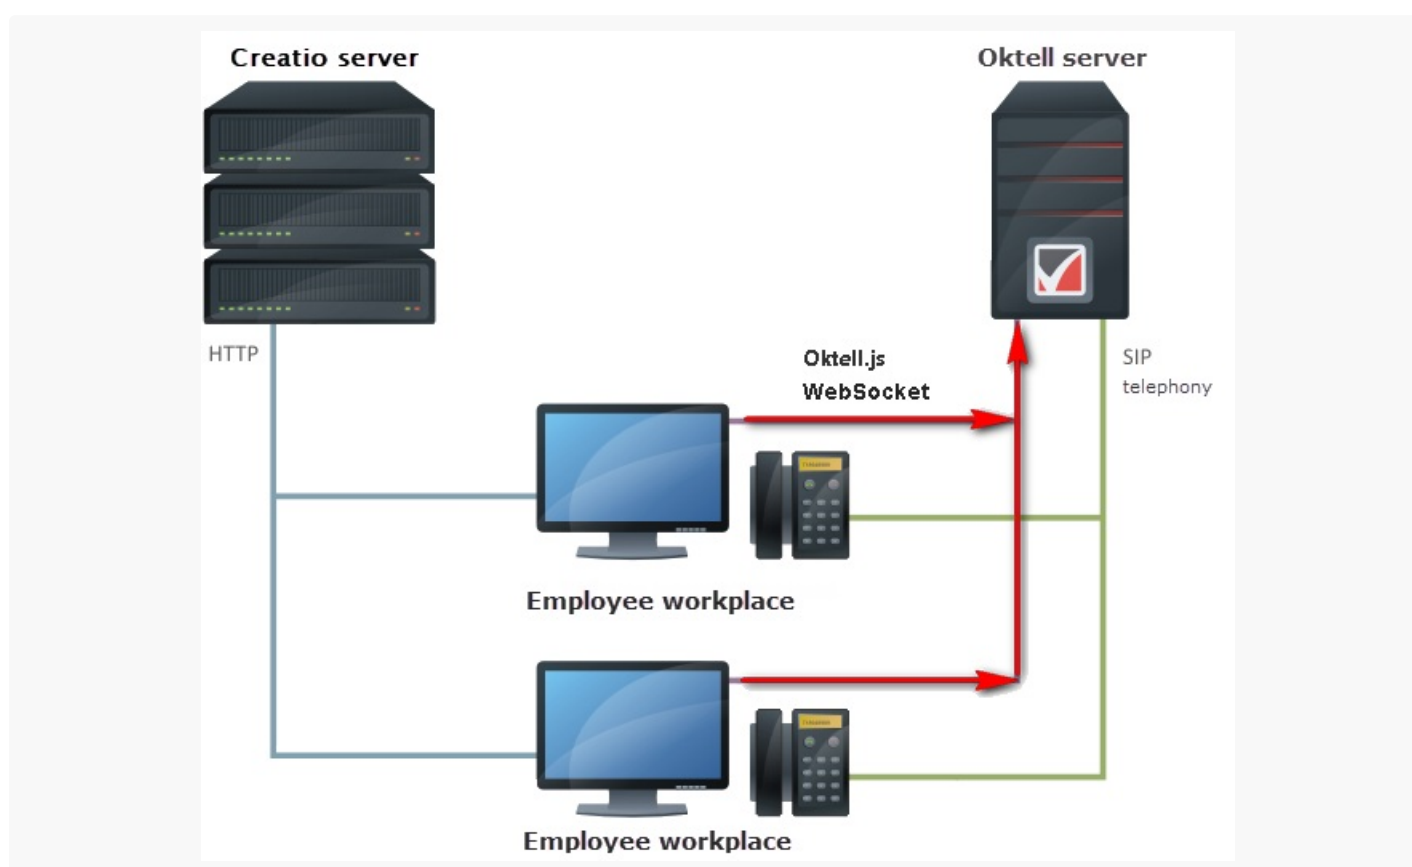 Creatio server
Oktell server
HTTP
Oktell.js
WebSocket
SIP
telephony
Employee workplace
Employee workplace